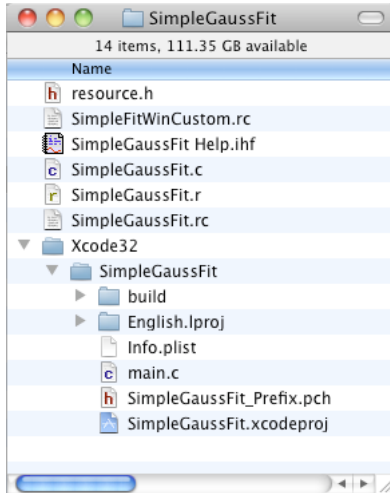 SimpleGaussFit
14 items, 111.35 GB available
Name
h resource.h
SimpleFitWinCustom.rc
SimpleGaussFit Help.ihf
c SimpleGaussFit.c
r SimpleGaussFit.r
SimpleGaussFit.rc
Xcode32
SimpleGaussFit
build
English.lproj
Info.plist
c main.c
h SimpleGaussFit_Prefix.pch
SimpleGaussFit.xcodeproj